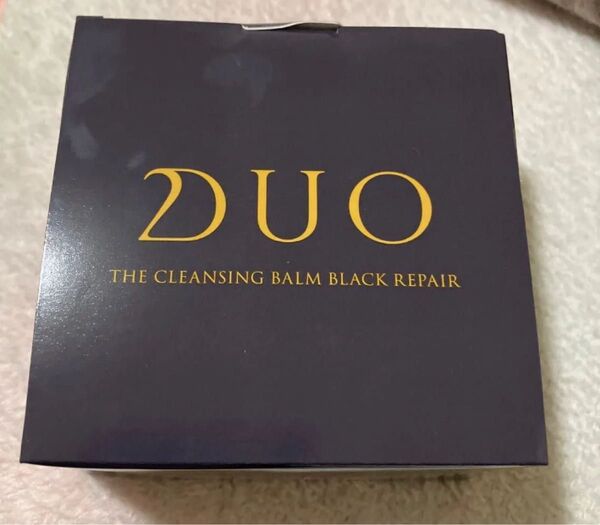 DUO
THE CLEANSING BALM BLACK REPAIR